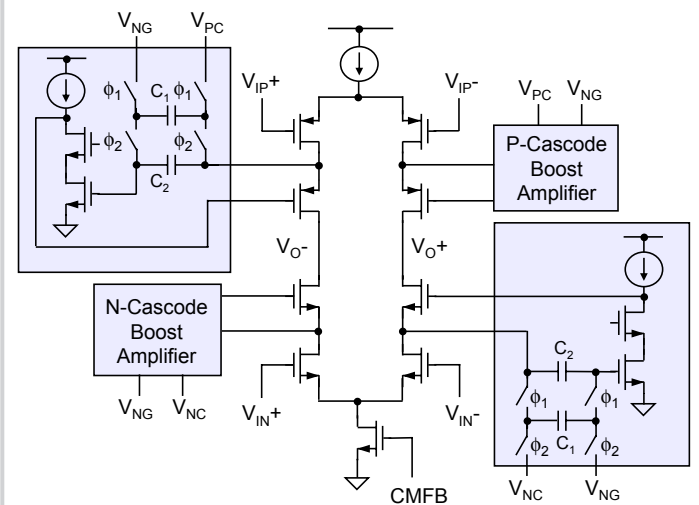 V_NG V_PC
ϕ1 C1 ϕ1
ϕ2 ϕ2
C2
V_IP+ V_IP-
V_PC V_NG
P-Cascode
Boost
Amplifier
V_O- V_O+
N-Cascode
Boost
Amplifier
V_NG V_NC
V_IN+ V_IN-
CMFB
C2
ϕ1 ϕ1
C1
ϕ2 ϕ2
V_NC V_NG